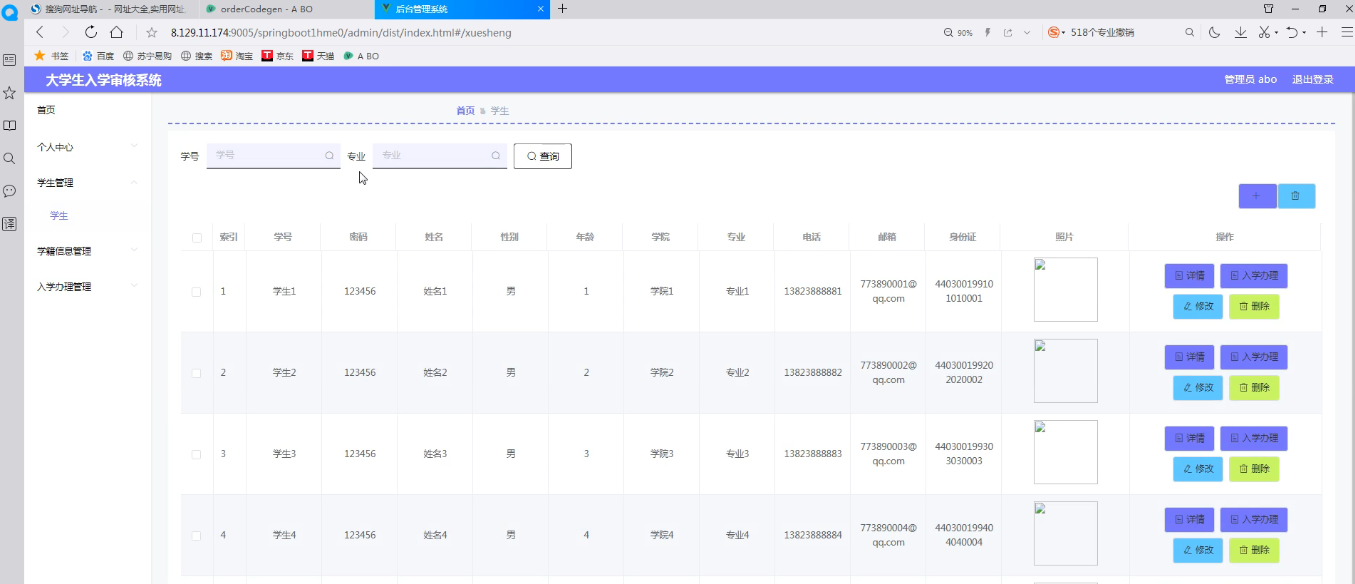 搜狗网址导航 - - 网址大全,实用网址,
orderCodegen - A BO
后台管理系统
8.129.11.174:9005/springboot1hme0/admin/dist/index.html#/xuesheng
90%
518个专业撤销
书签 百度 苏宁易购 搜索 淘宝 京东 天猫 A BO
译
大学生入学审核系统
管理员 abo 退出登录
首页
个人中心
学生管理
学生
学籍信息管理
入学办理管理
首页 学生
学号 学号 专业 专业 查询
索引 学号 密码 姓名 性别 年龄 学院 专业 电话 邮箱 身份证 照片 操作
1 学生1 123456 姓名1 男 1 学院1 专业1 13823888881 773890001@ 44030019910
qq.com 1010001
详情 入学办理
修改 删除
2 学生2 123456 姓名2 男 2 学院2 专业2 13823888882 773890002@ 44030019920
qq.com 2020002
详情 入学办理
修改 删除
3 学生3 123456 姓名3 男 3 学院3 专业3 13823888883 773890003@ 44030019930
qq.com 3030003
详情 入学办理
修改 删除
4 学生4 123456 姓名4 男 4 学院4 专业4 13823888884 773890004@ 44030019940
qq.com 4040004
详情 入学办理
修改 删除